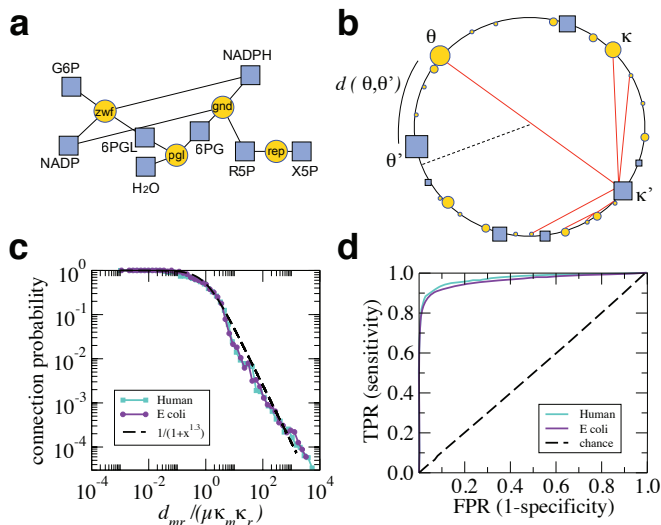 a
NADPH
G6P
zwf
gnd
NADP
6PGL
pgl
6PG
rep
H2O
R5P
X5P
b
θ
κ
d(θ,θ')
θ'
κ'
c
connection probability
10^0
10^-1
10^-2
10^-3
10^-4
Human
E coli
1/(1+x^1.3)
10^-4
10^-2
10^0
10^2
10^4
d_mr/(μκ_mκ_r)
d
TPR (sensitivity)
1.0
0.8
0.6
0.4
0.2
0.0
Human
E coli
chance
0.2
0.4
0.6
0.8
1.0
FPR (1-specificity)